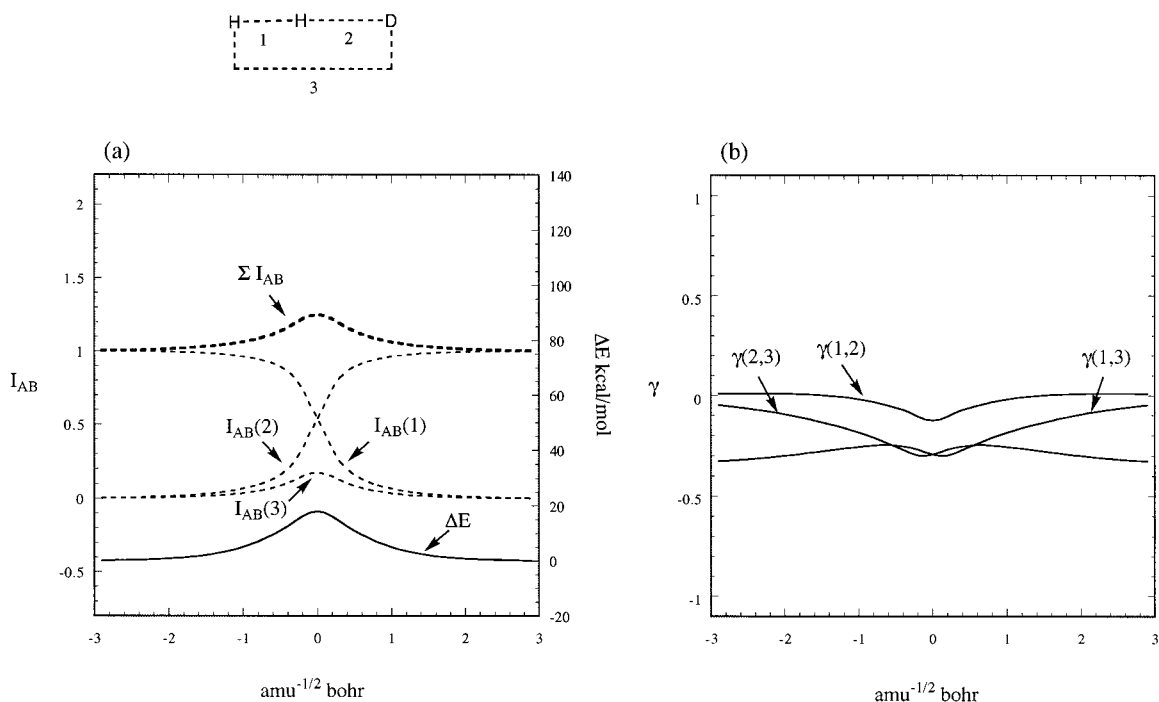 H H D
1 2
3
(a)
(b)
2
1.5
1
0.5
0
-0.5
I_AB
140
120
100
80
60
40
20
0
-20
ΔE kcal/mol
Σ I_AB
I_AB(2)
I_AB(1)
I_AB(3)
ΔE
-3 -2 -1 0 1 2 3
amu^-1/2 bohr
1
0.5
0
-0.5
-1
γ
γ(2,3)
γ(1,2)
γ(1,3)
-3 -2 -1 0 1 2 3
amu^-1/2 bohr